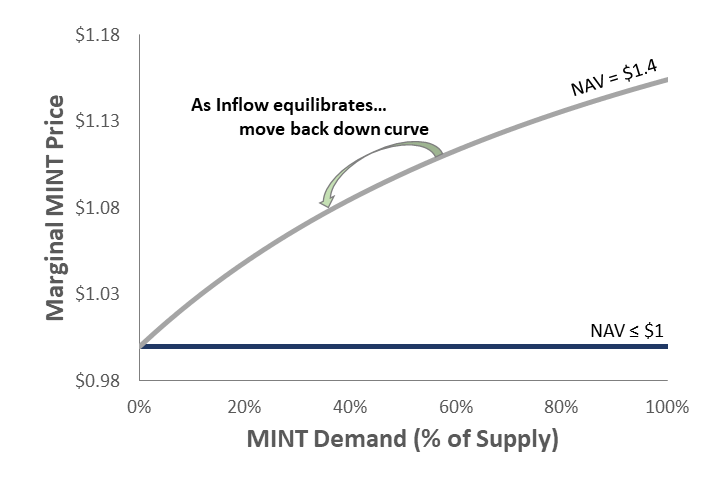 $1.18
$1.13
$1.08
$1.03
$0.98
Marginal MINT Price
As Inflow equilibrates...
move back down curve
NAV = $1.4
NAV ≤ $1
0%
20%
40%
60%
80%
100%
MINT Demand (% of Supply)